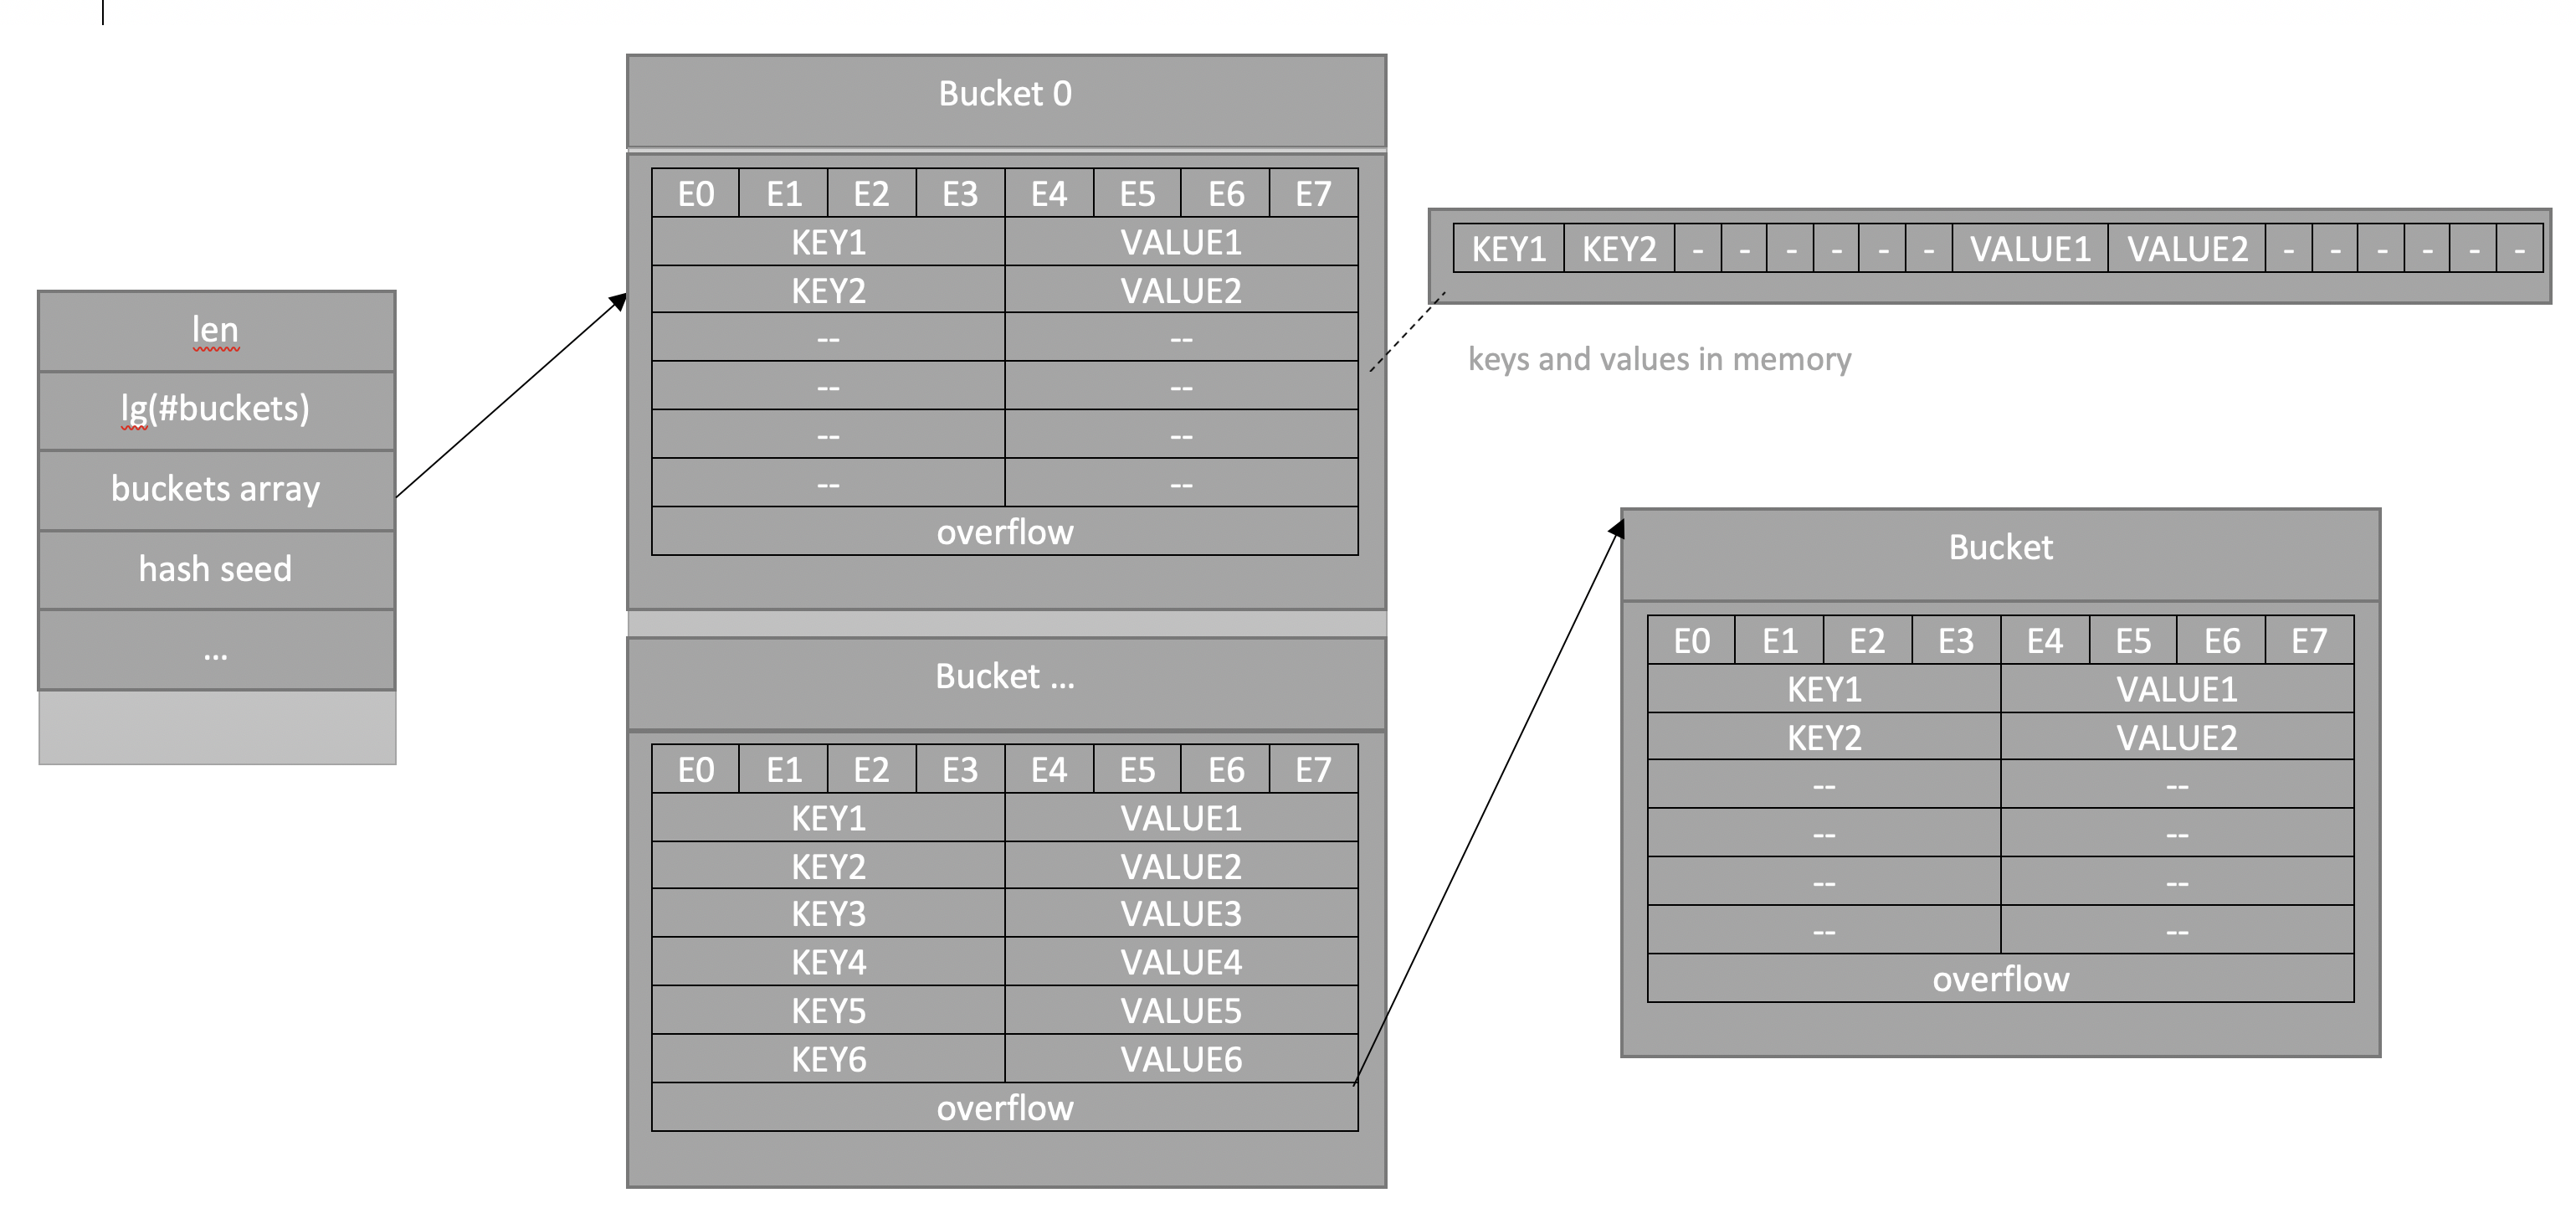 len
lg(#buckets)
buckets array
hash seed
...
Bucket 0
E0 E1 E2 E3 E4 E5 E6 E7
KEY1 VALUE1
KEY2 VALUE2
-- --
-- --
-- --
-- --
overflow
Bucket ...
E0 E1 E2 E3 E4 E5 E6 E7
KEY1 VALUE1
KEY2 VALUE2
KEY3 VALUE3
KEY4 VALUE4
KEY5 VALUE5
KEY6 VALUE6
overflow
KEY1 KEY2 - - - - - - VALUE1 VALUE2 - - - - - -
keys and values in memory
Bucket
E0 E1 E2 E3 E4 E5 E6 E7
KEY1 VALUE1
KEY2 VALUE2
-- --
-- --
-- --
-- --
overflow